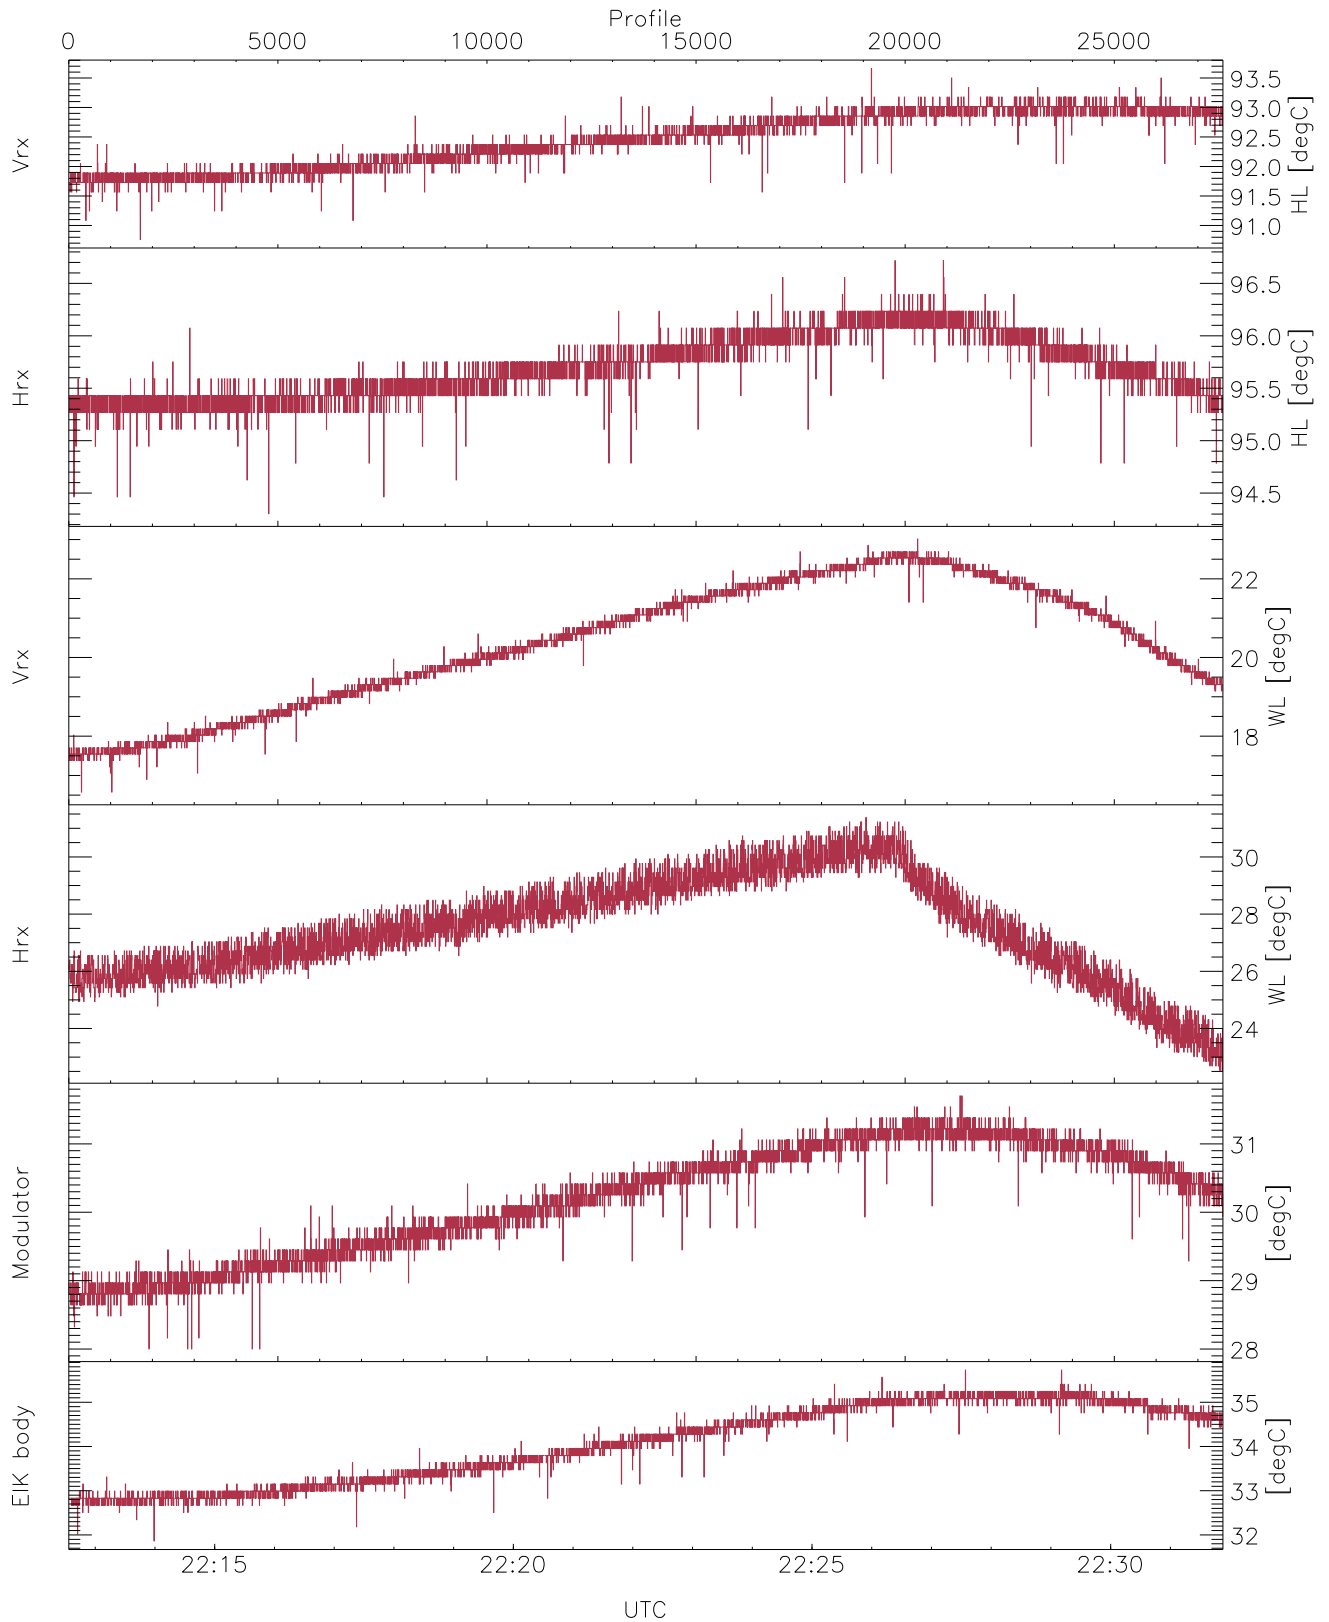 Profile
0 5000 10000 15000 20000 25000
Vrx
93.5
93.0
92.5
92.0
91.5
91.0
HL [degC]
Hrx
96.5
96.0
95.5
95.0
94.5
HL [degC]
Vrx
22
20
18
WL [degC]
Hrx
30
28
26
24
WL [degC]
Modulator
31
30
29
28
[degC]
EIK body
35
34
33
32
[degC]
22:15 22:20 22:25 22:30
UTC